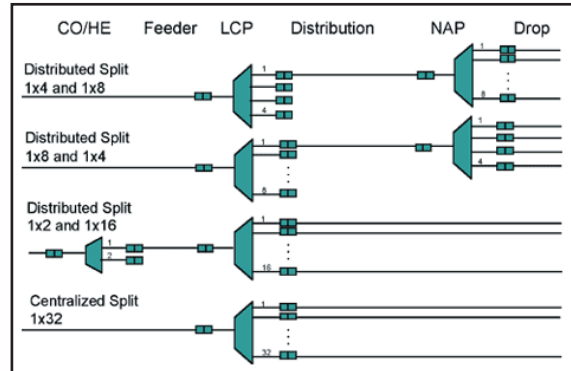 CO/HE Feeder LCP Distribution NAP Drop
Distributed Split
1x4 and 1x8
1
4
1
8
Distributed Split
1x8 and 1x4
1
8
1
4
Distributed Split
1x2 and 1x16
1
2
1
16
Centralized Split
1x32
1
32